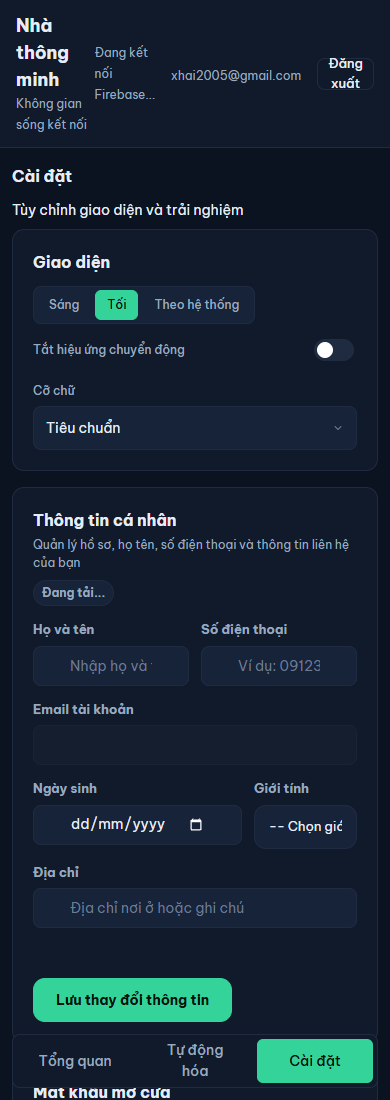 Nhà
thông
minh
Không gian
sống kết nối
Đang kết
nối
Firebase...
xhai2005@gmail.com
Đăng
xuất
Cài đặt
Tùy chỉnh giao diện và trải nghiệm
Giao diện
Sáng Tối Theo hệ thống
Tắt hiệu ứng chuyển động
Cỡ chữ
Tiêu chuẩn
Thông tin cá nhân
Quản lý hồ sơ, họ tên, số điện thoại và thông tin liên hệ
của bạn
Đang tải...
Họ và tên Số điện thoại
Nhập họ và Ví dụ: 09123
Email tài khoản
Ngày sinh Giới tính
dd/mm/yyyy -- Chọn giớ
Địa chỉ
Địa chỉ nơi ở hoặc ghi chú
Lưu thay đổi thông tin
Tổng quan
Tự động
hóa
Cài đặt
Mật khẩu mở cửa